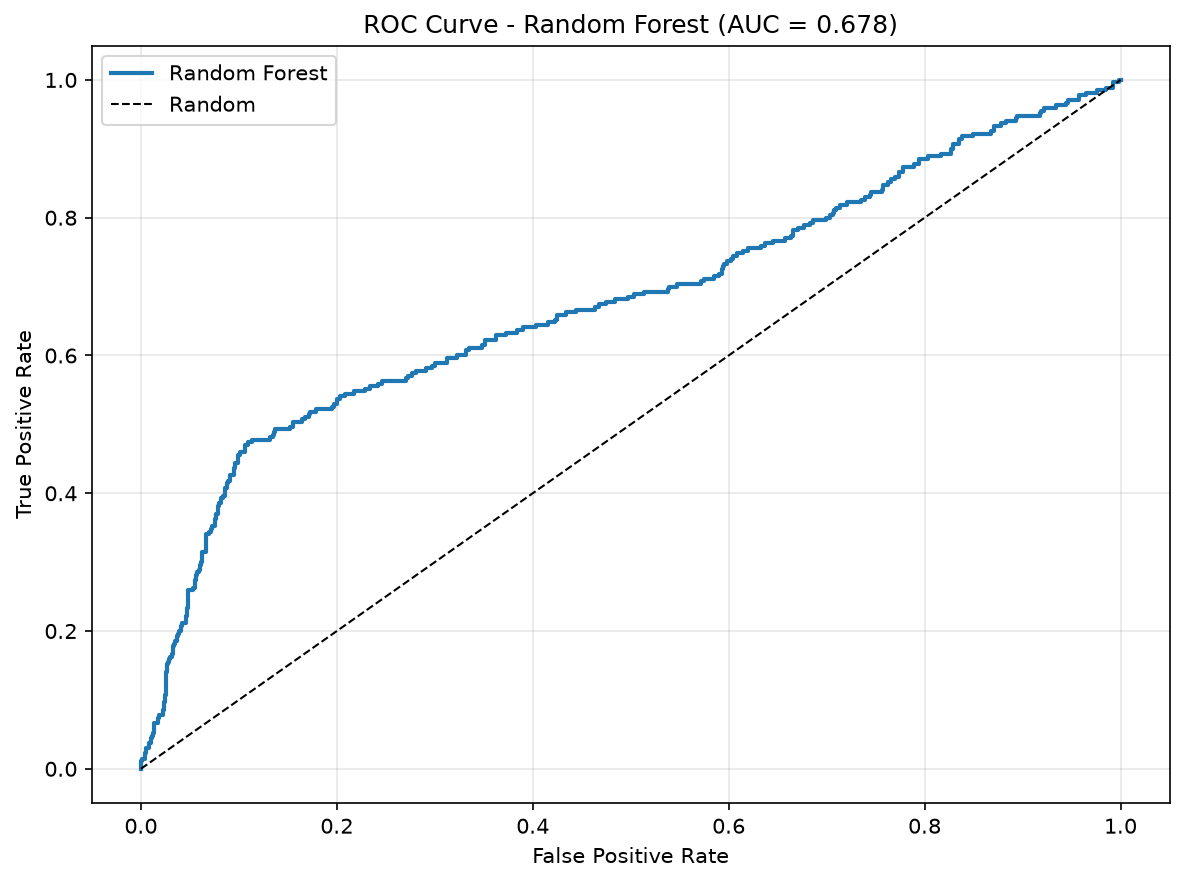 ROC Curve - Random Forest (AUC = 0.678)
Random Forest
Random
1.0
0.8
0.6
0.4
0.2
0.0
True Positive Rate
0.0 0.2 0.4 0.6 0.8 1.0
False Positive Rate